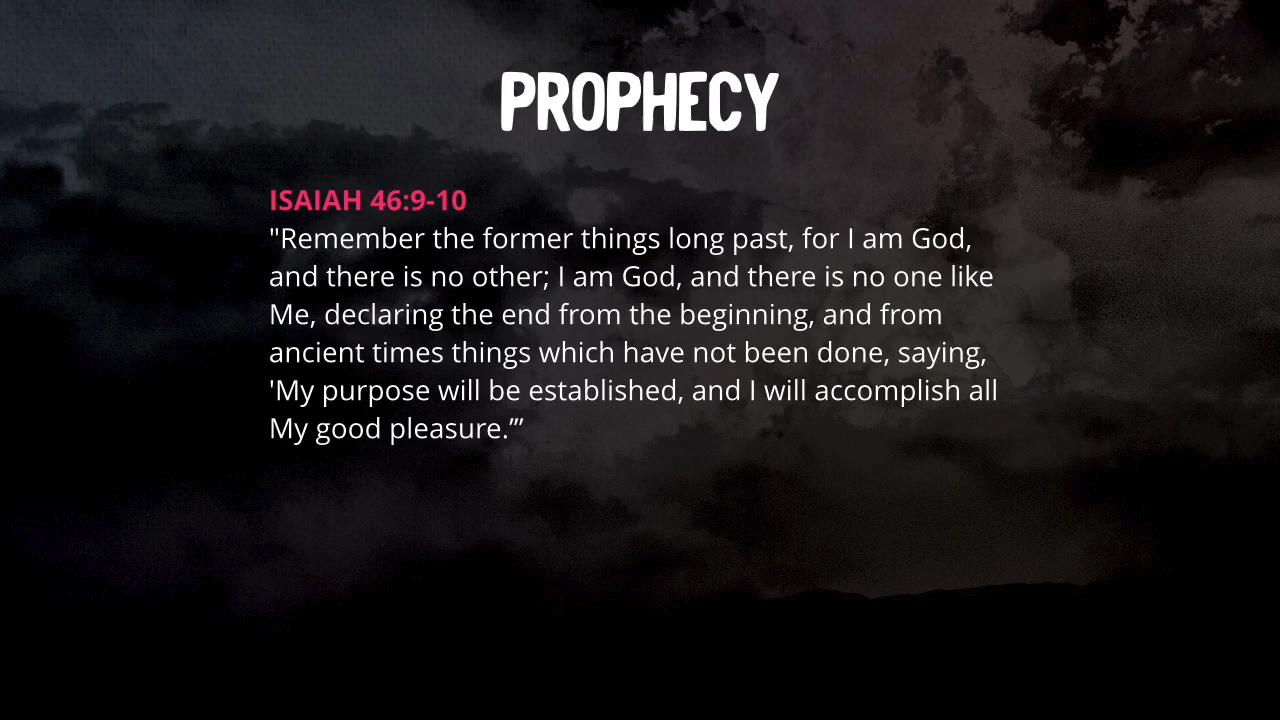 PROPHECY
ISAIAH 46:9-10
"Remember the former things long past, for I am God,
and there is no other; I am God, and there is no one like
Me, declaring the end from the beginning, and from
ancient times things which have not been done, saying,
'My purpose will be established, and I will accomplish all
My good pleasure.’”